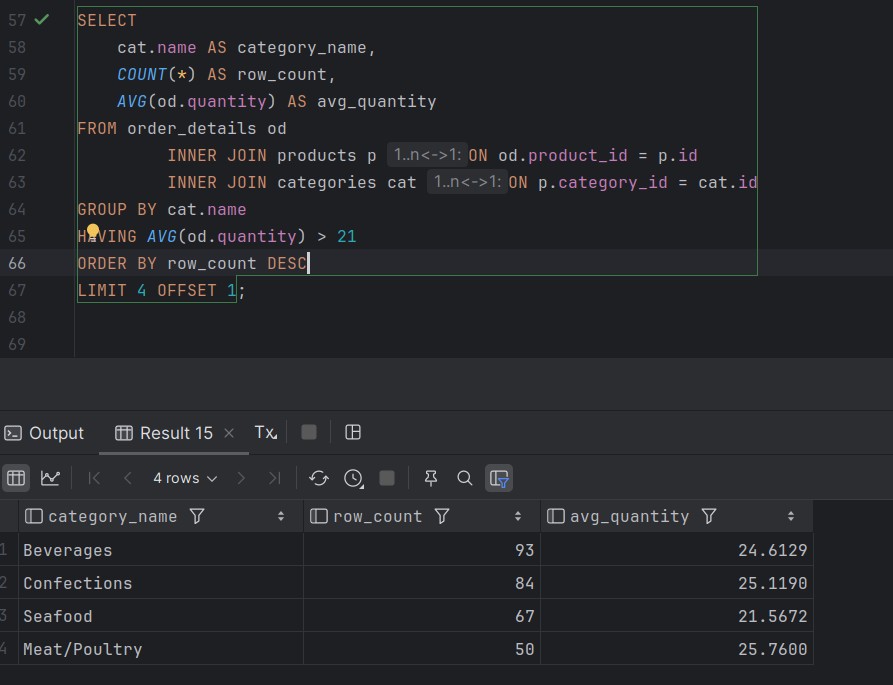 57 SELECT
58 cat.name AS category_name,
59 COUNT(*) AS row_count,
60 AVG(od.quantity) AS avg_quantity
61 FROM order_details od
62 INNER JOIN products p 1..n<->1: ON od.product_id = p.id
63 INNER JOIN categories cat 1..n<->1: ON p.category_id = cat.id
64 GROUP BY cat.name
65 HAVING AVG(od.quantity) > 21
66 ORDER BY row_count DESC
67 LIMIT 4 OFFSET 1;
68
69
Output Result 15 × Tx
4 rows
category_name row_count avg_quantity
1 Beverages 93 24.6129
2 Confections 84 25.1190
3 Seafood 67 21.5672
4 Meat/Poultry 50 25.7600